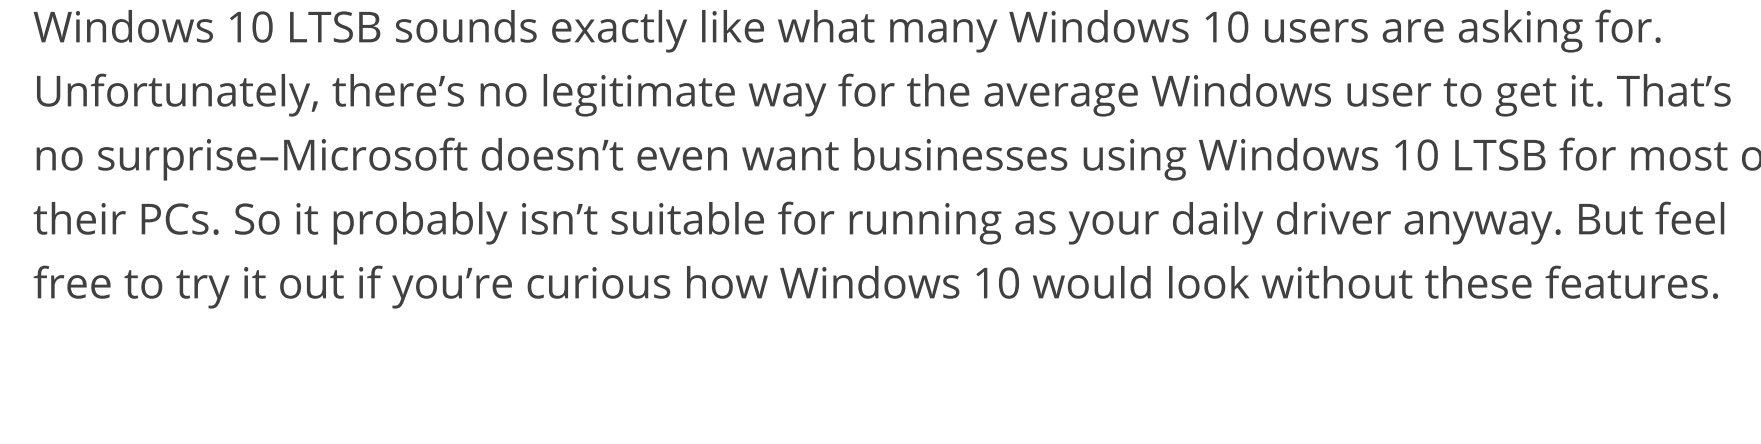 Windows 10 LTSB sounds exactly like what many Windows 10 users are asking for.
Unfortunately, there’s no legitimate way for the average Windows user to get it. That’s
no surprise–Microsoft doesn’t even want businesses using Windows 10 LTSB for most o
their PCs. So it probably isn’t suitable for running as your daily driver anyway. But feel
free to try it out if you’re curious how Windows 10 would look without these features.